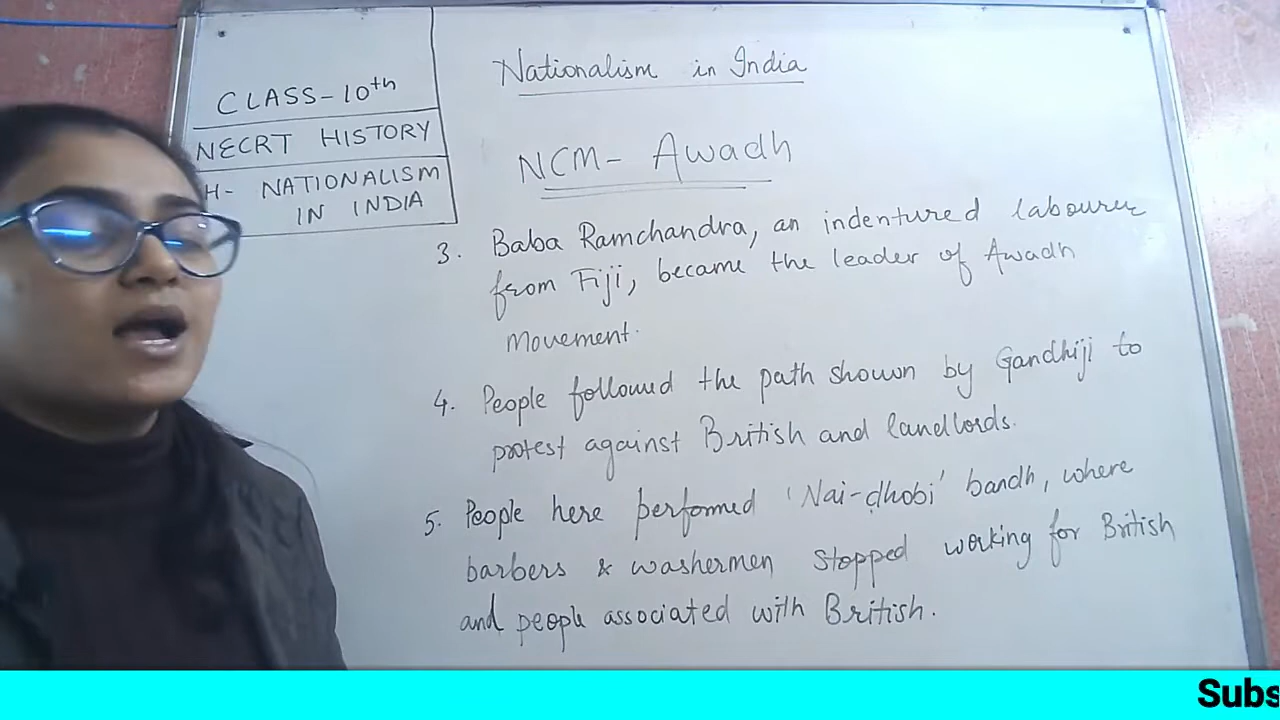 CLASS-10th
NECRT HISTORY
H- NATIONALISM
IN INDIA
Nationalism in India
NCM- Awadh
3. Baba Ramchandra, an indentured labourer
from Fiji, became the leader of Awadh
Movement.
4. People followed the path shown by Gandhiji to
protest against British and landlords.
5. People here performed 'Nai-dhobi' bandh, where
barbers & washermen stopped working for British
and people associated with British.
Subs